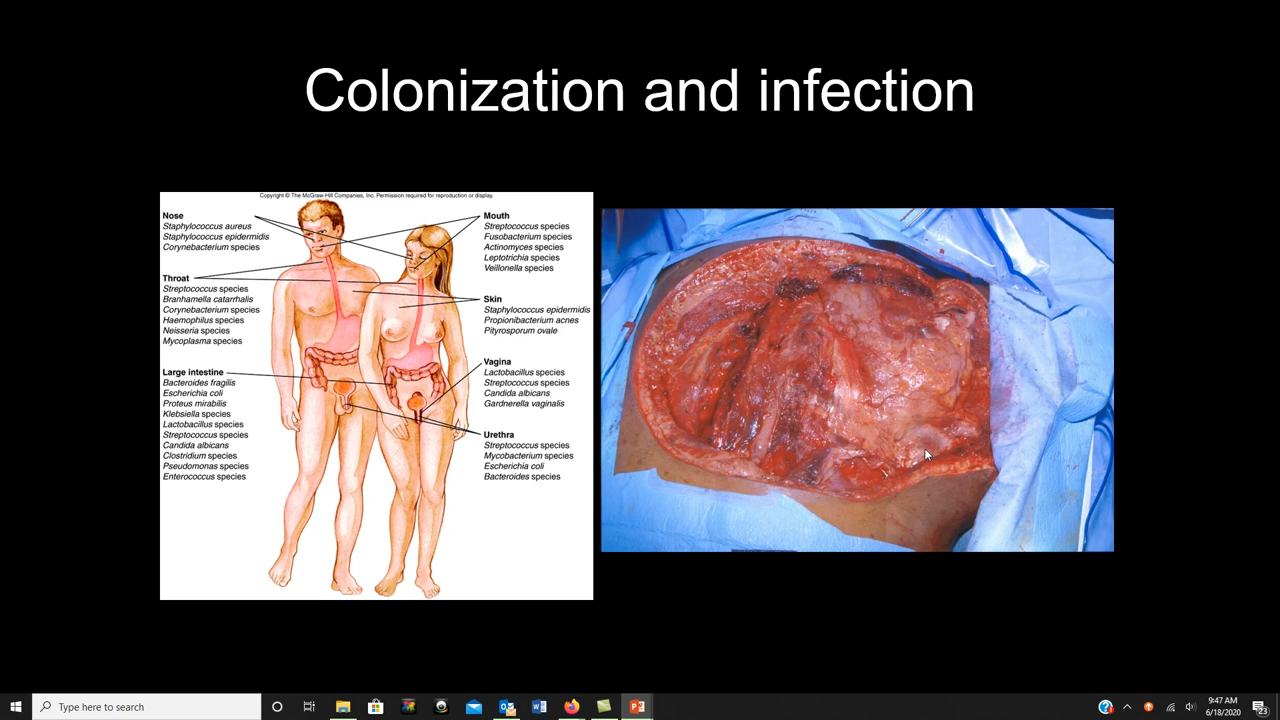 Colonization and infection
Copyright © The McGraw-Hill Companies, Inc. Permission required for reproduction or display.
Nose
Staphylococcus aureus
Staphylococcus epidermidis
Corynebacterium species
Throat
Streptococcus species
Branhamella catarrhalis
Corynebacterium species
Haemophilus species
Neisseria species
Mycoplasma species
Large intestine
Bacteroides fragilis
Escherichia coli
Proteus mirabilis
Klebsiella species
Lactobacillus species
Streptococcus species
Candida albicans
Clostridium species
Pseudomonas species
Enterococcus species
Mouth
Streptococcus species
Fusobacterium species
Actinomyces species
Leptotrichia species
Veillonella species
Skin
Staphylococcus epidermidis
Propionibacterium acnes
Pityrosporum ovale
Vagina
Lactobacillus species
Streptococcus species
Candida albicans
Gardnerella vaginalis
Urethra
Streptococcus species
Mycobacterium species
Escherichia coli
Bacteroides species
Type here to search
9:47 AM
6/18/2020
23